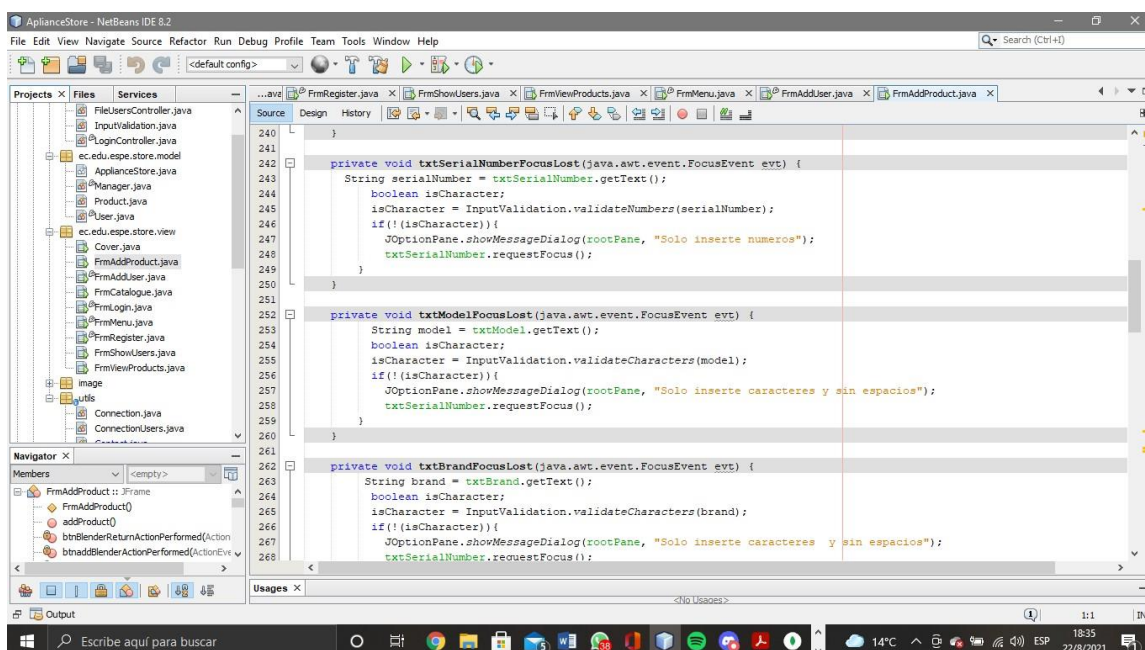 AplianceStore - NetBeans IDE 8.2
File Edit View Navigate Source Refactor Run Debug Profile Team Tools Window Help
Search (Ctrl+I)
<default config>
Projects Files Services
...ava FrmRegister.java FrmShowUsers.java FrmViewProducts.java FrmMenu.java FrmAddUser.java FrmAddProduct.java
Source Design History
FileUsersController.java
InputValidation.java
LoginController.java
ec.edu.espe.store.model
ApplianceStore.java
Manager.java
Product.java
User.java
ec.edu.espe.store.view
Cover.java
FrmAddProduct.java
FrmAddUser.java
FrmCatalogue.java
FrmLogin.java
FrmMenu.java
FrmRegister.java
FrmShowUsers.java
FrmViewProducts.java
image
utils
Connection.java
ConnectionUsers.java
Navigator
Members <empty>
FrmAddProduct :: JFrame
FrmAddProduct()
addProduct()
btnBlenderReturnActionPerformed(Action
btnaddBlenderActionPerformed(ActionEve
240 }
241
242 private void txtSerialNumberFocusLost(java.awt.event.FocusEvent evt) {
243 String serialNumber = txtSerialNumber.getText();
244 boolean isCharacter;
245 isCharacter = InputValidation.validateNumbers(serialNumber);
246 if(!(isCharacter)){
247 JOptionPane.showMessageDialog(rootPane, "Solo inserte numeros");
248 txtSerialNumber.requestFocus();
249 }
250 }
251
252 private void txtModelFocusLost(java.awt.event.FocusEvent evt) {
253 String model = txtModel.getText();
254 boolean isCharacter;
255 isCharacter = InputValidation.validateCharacters(model);
256 if(!(isCharacter)){
257 JOptionPane.showMessageDialog(rootPane, "Solo inserte caracteres y sin espacios");
258 txtSerialNumber.requestFocus();
259 }
260 }
261
262 private void txtBrandFocusLost(java.awt.event.FocusEvent evt) {
263 String brand = txtBrand.getText();
264 boolean isCharacter;
265 isCharacter = InputValidation.validateCharacters(brand);
266 if(!(isCharacter)){
267 JOptionPane.showMessageDialog(rootPane, "Solo inserte caracteres y sin espacios");
268 txtSerialNumber.requestFocus();
Usages
<No Usages>
Output
1 1:1 IN
Escribe aquí para buscar
14°C ESP 18:35
22/8/2021